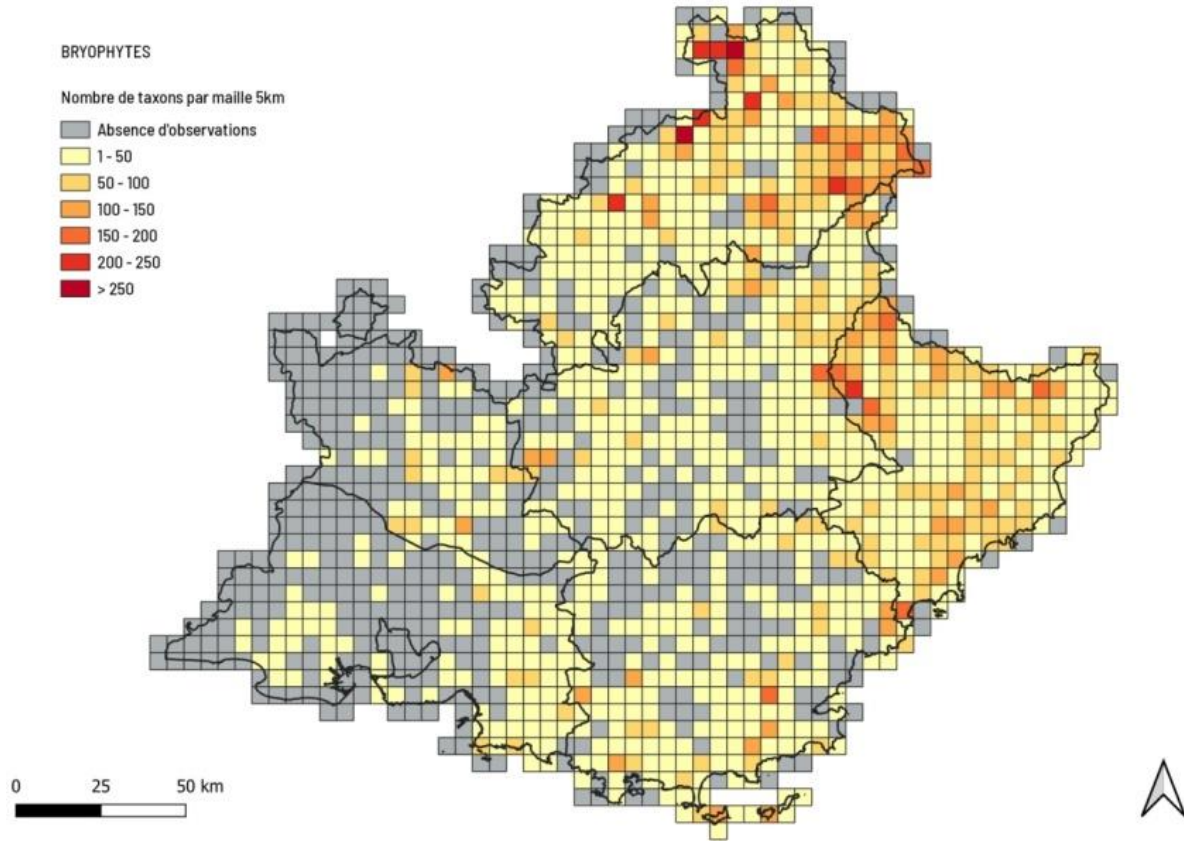 BRYOPHYTES
Nombre de taxons par maille 5km
Absence d'observations
1 - 50
50 - 100
100 - 150
150 - 200
200 - 250
> 250
0 25 50 km